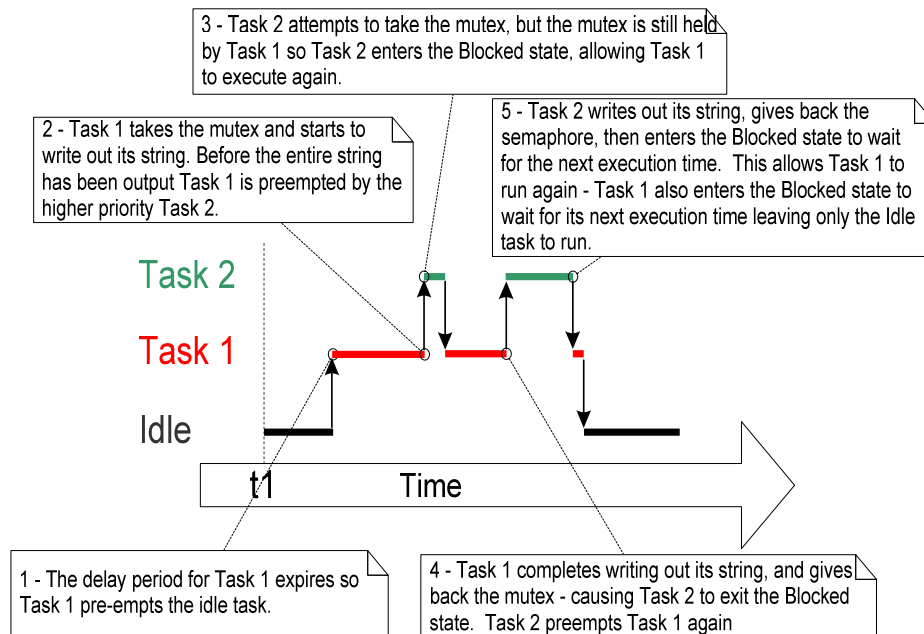 3 - Task 2 attempts to take the mutex, but the mutex is still held
by Task 1 so Task 2 enters the Blocked state, allowing Task 1
to execute again.
2 - Task 1 takes the mutex and starts to
write out its string. Before the entire string
has been output Task 1 is preempted by the
higher priority Task 2.
5 - Task 2 writes out its string, gives back the
semaphore, then enters the Blocked state to wait
for the next execution time.  This allows Task 1 to
run again - Task 1 also enters the Blocked state to
wait for its next execution time leaving only the Idle
task to run.
Task 2
Task 1
Idle
t1
Time
1 - The delay period for Task 1 expires so
Task 1 pre-empts the idle task.
4 - Task 1 completes writing out its string, and gives
back the mutex - causing Task 2 to exit the Blocked
state.  Task 2 preempts Task 1 again